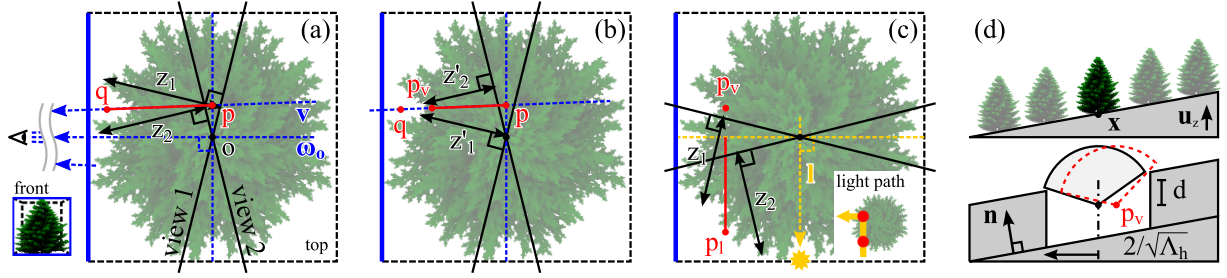 (a)
z₁
q
p
v
z₂
o
ωₒ
front
view 1
view 2
top
(b)
z'₂
pᵥ
p
q
z'₁
(c)
pᵥ
z₁
l
z₂
light path
pₗ
(d)
x
u_z
d
n
pᵥ
2/√Λₕ